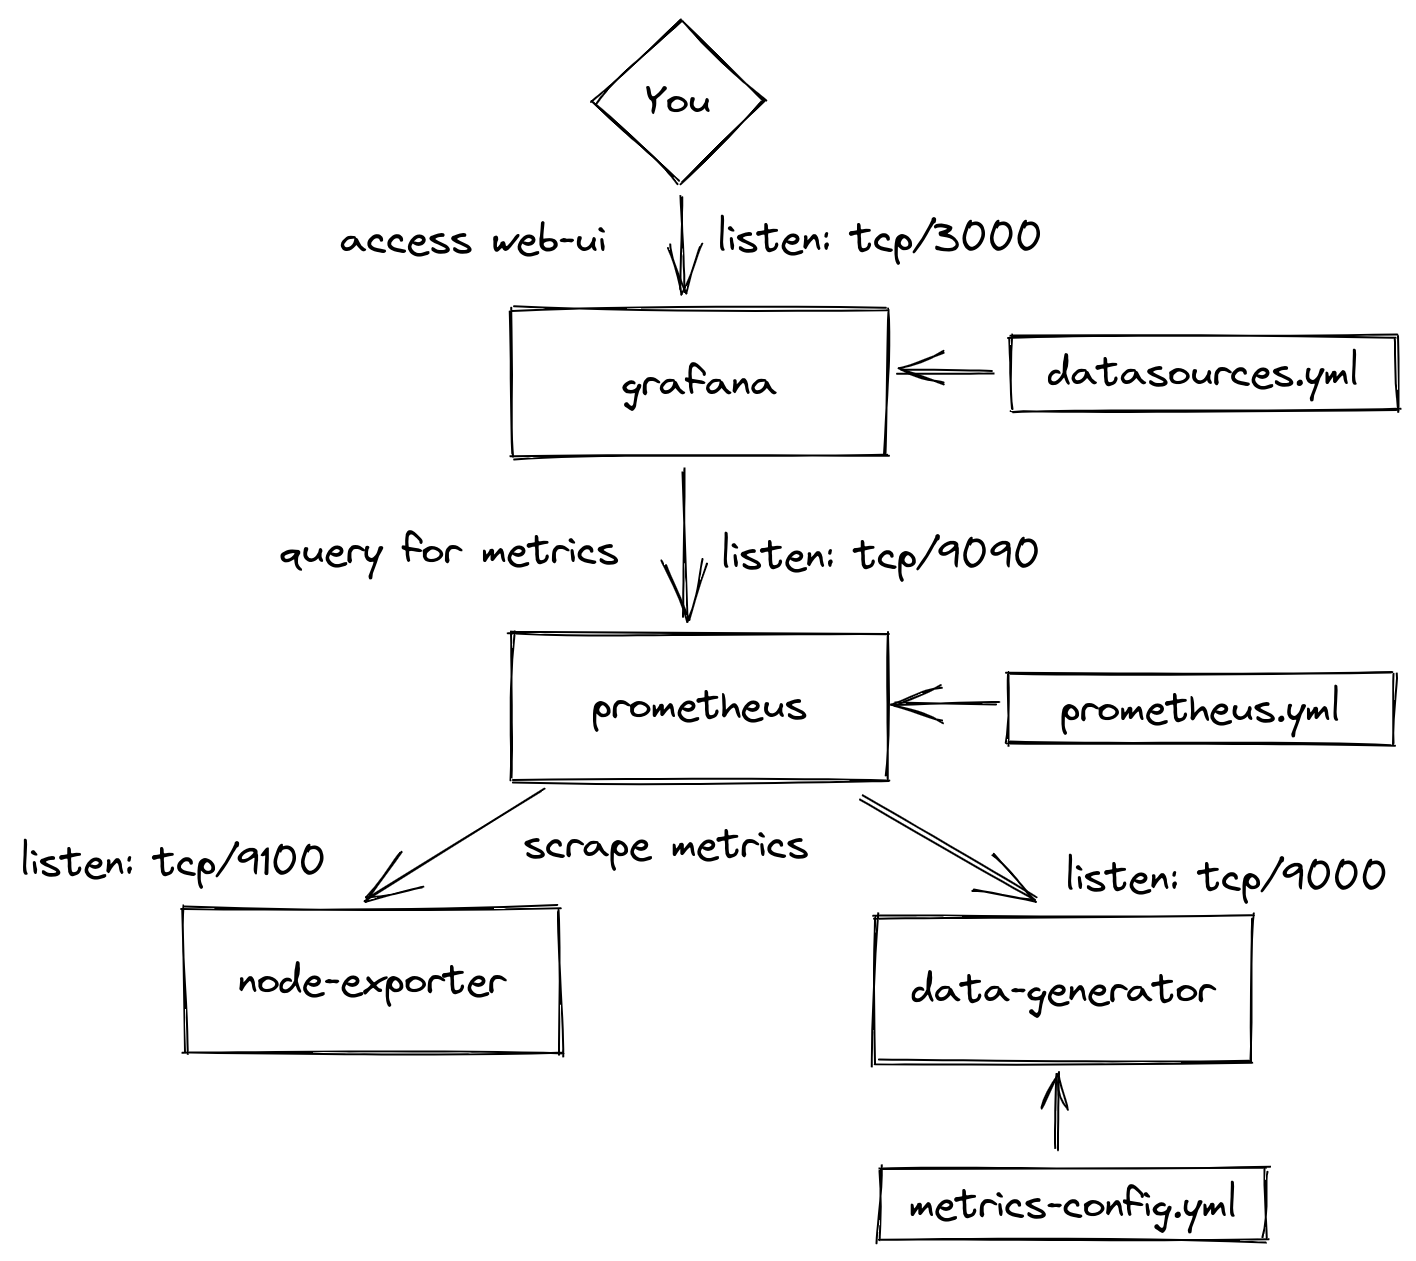 You
access web-ui
listen: tcp/3000
grafana
datasources.yml
query for metrics
listen: tcp/9090
prometheus
prometheus.yml
scrape metrics
listen: tcp/9100
listen: tcp/9000
node-exporter
data-generator
metrics-config.yml